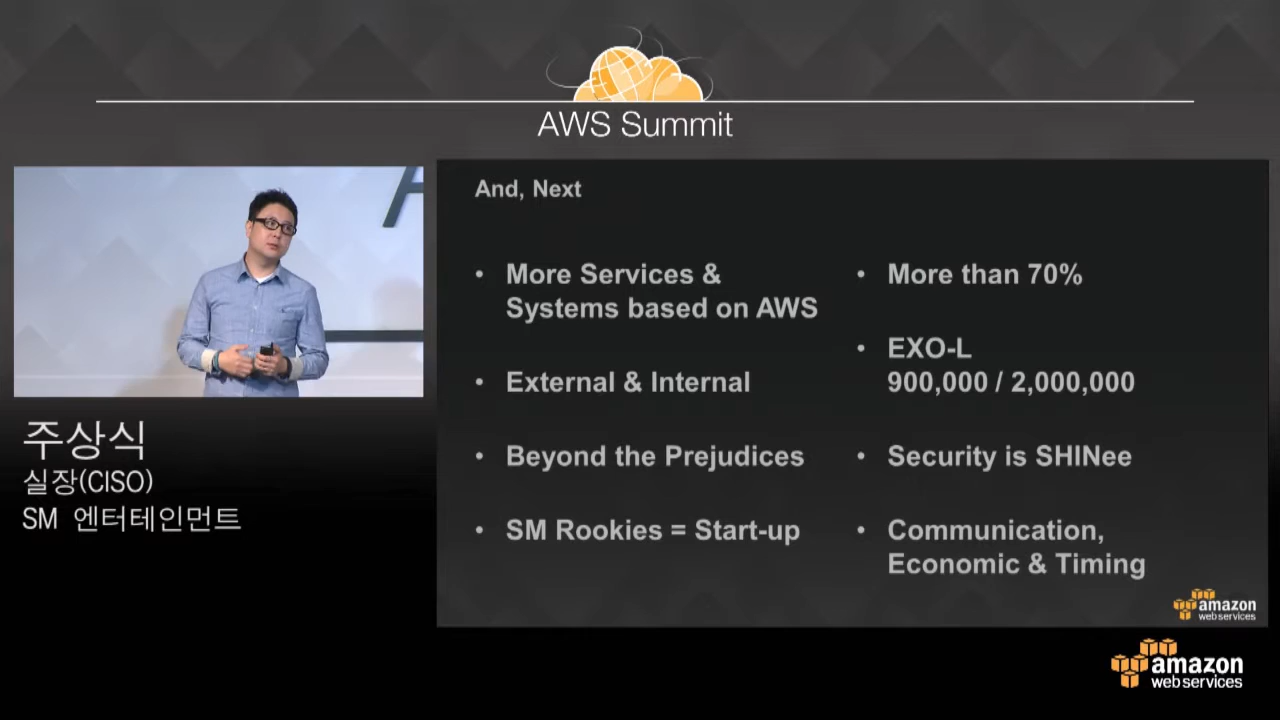 AWS Summit
And, Next
• More Services &
Systems based on AWS
• External & Internal
• Beyond the Prejudices
• SM Rookies = Start-up
• More than 70%
• EXO-L
900,000 / 2,000,000
• Security is SHINee
• Communication,
Economic & Timing
amazon
web services
주상식
실장(CISO)
SM 엔터테인먼트
amazon
web services